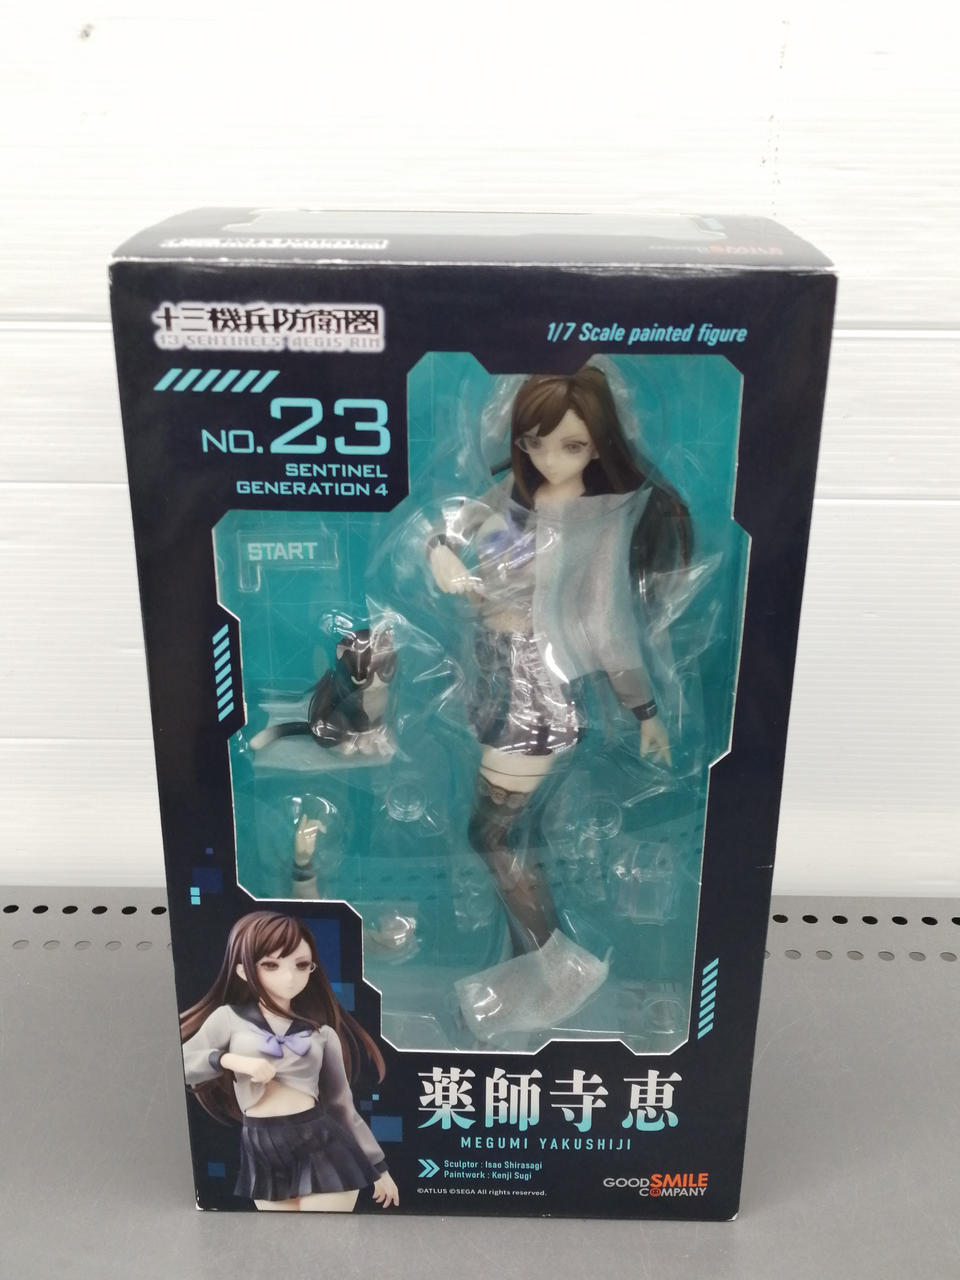 十三機兵防衛圏
13 SENTINELS AEGIS RIM
1/7 Scale painted figure
NO.23
SENTINEL
GENERATION 4
START
薬師寺 恵
MEGUMI YAKUSHIJI
Sculptor : Isao Shirasagi
Paintwork : Kenji Sugi
©ATLUS ©SEGA All rights reserved.
GOOD SMILE
COMPANY